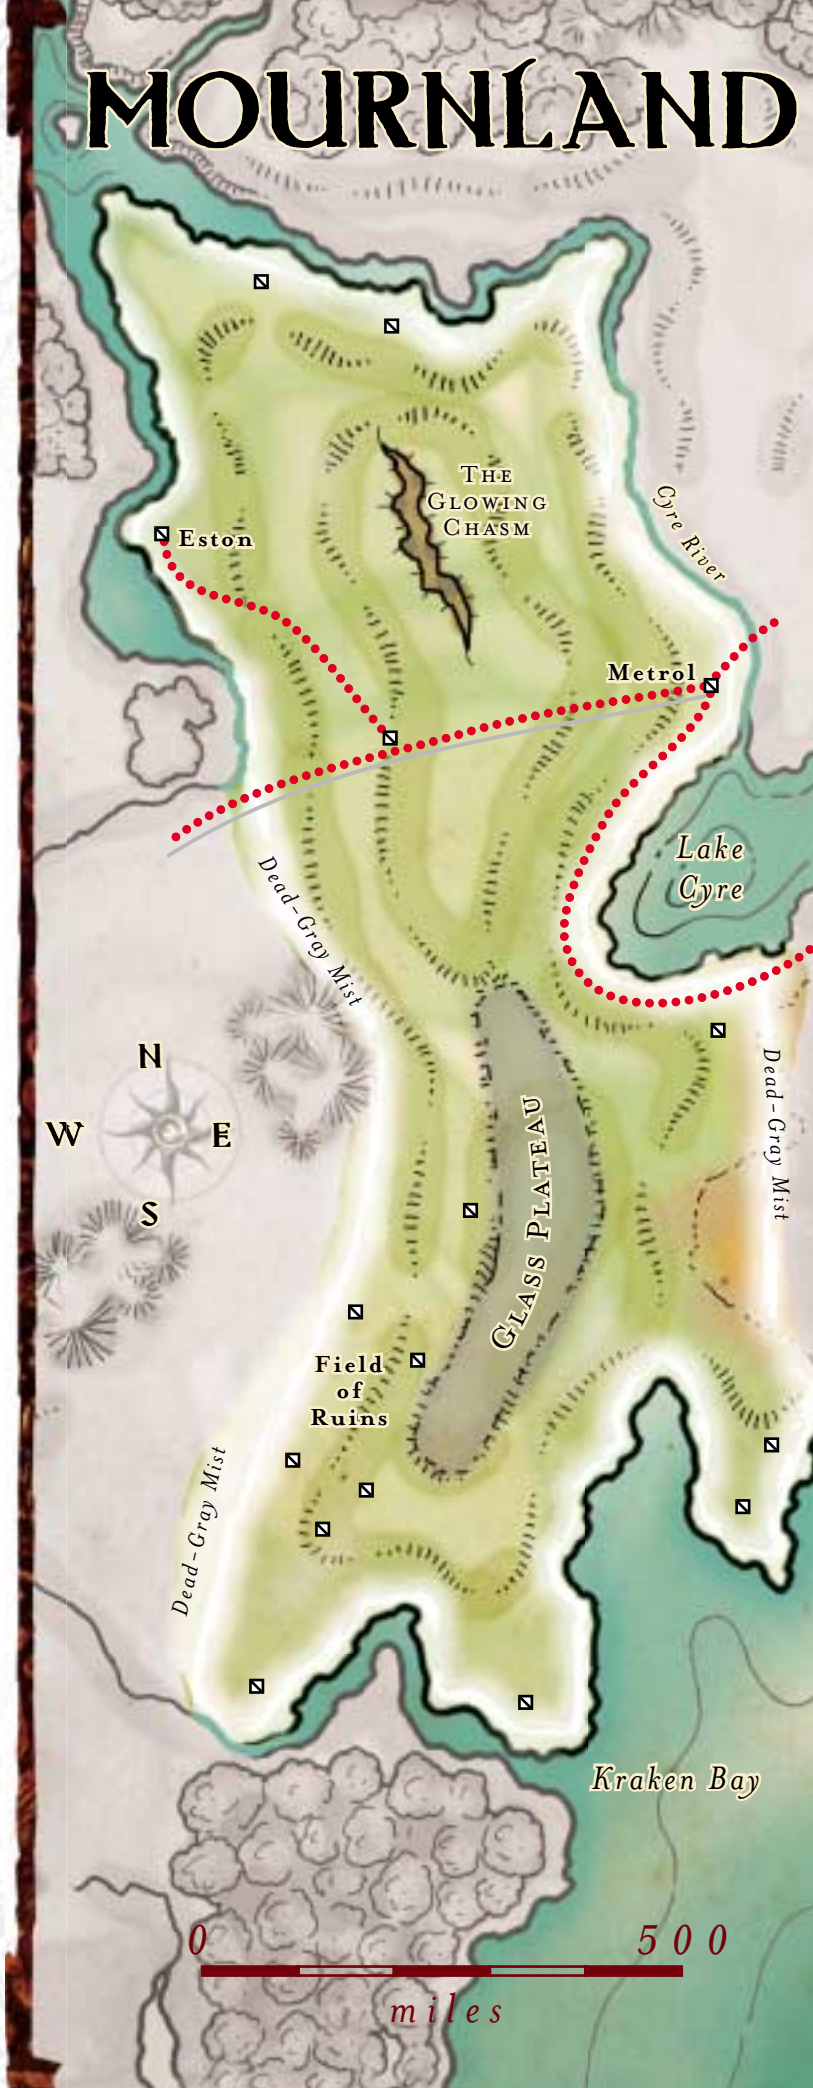 MOURNLAND
THE
GLOWING
CHASM
Cyre River
Eston
Metrol
Lake
Cyre
Dead-Gray Mist
N
W
E
S
Dead-Gray Mist
GLASS PLATEAU
Field
of
Ruins
Dead-Gray Mist
Kraken Bay
0
500
miles